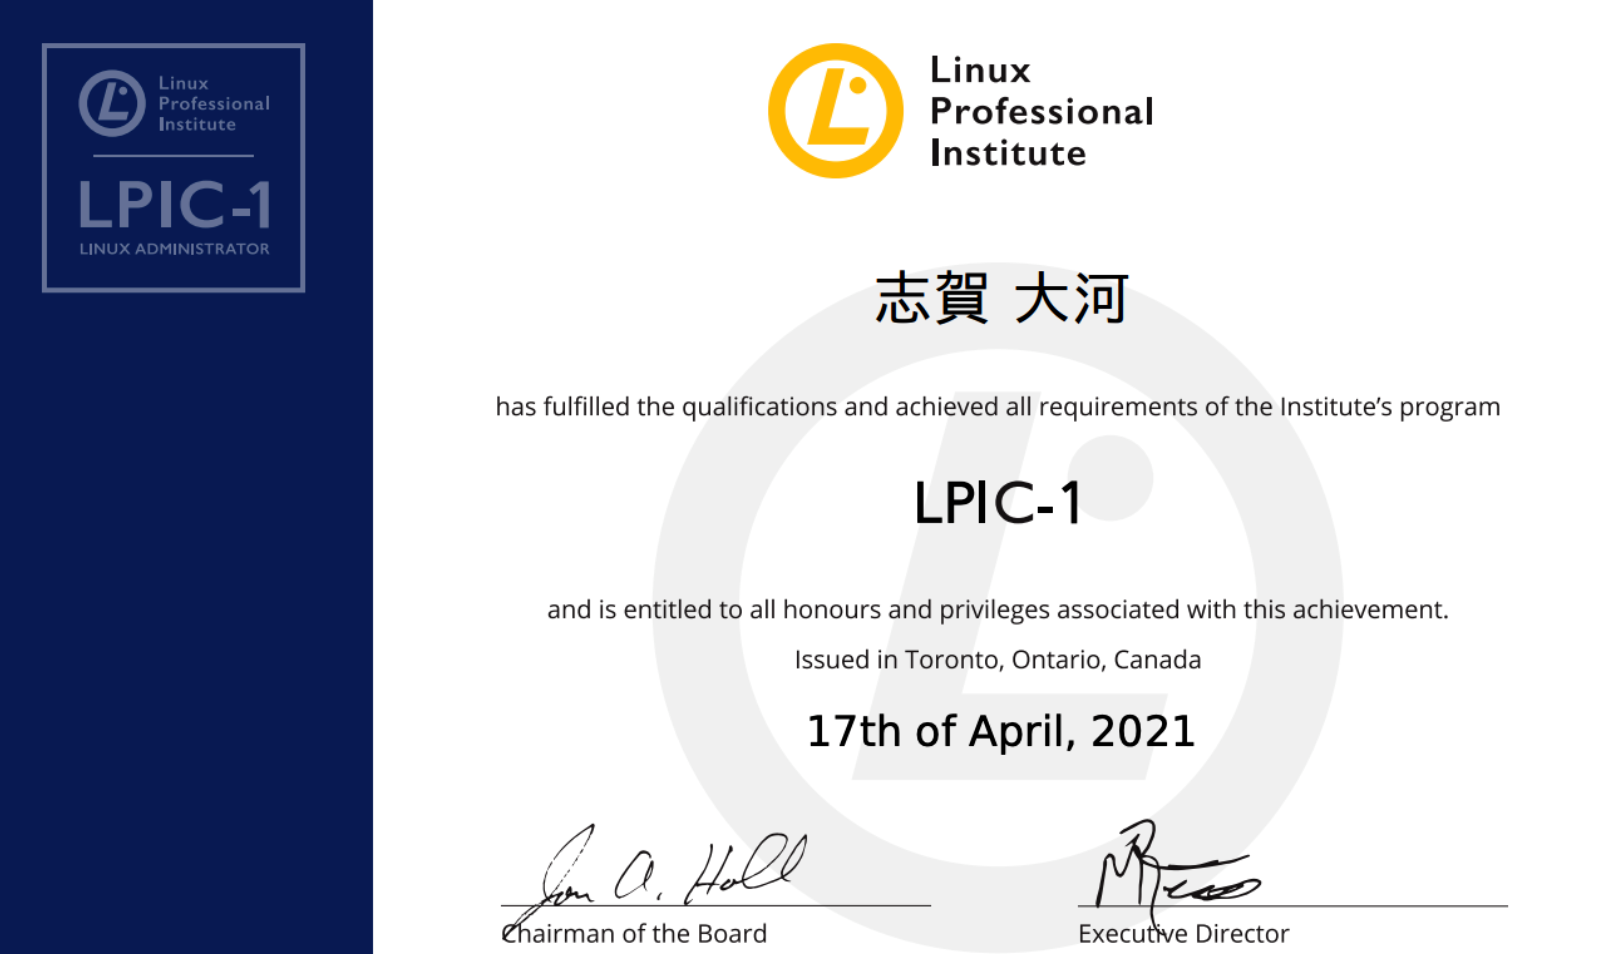 Linux
Professional
Institute
LPIC-1
LINUX ADMINISTRATOR
Linux
Professional
Institute
志賀 大河
has fulfilled the qualifications and achieved all requirements of the Institute’s program
LPIC-1
and is entitled to all honours and privileges associated with this achievement.
Issued in Toronto, Ontario, Canada
17th of April, 2021
Jon A. Hall
Chairman of the Board
Executive Director